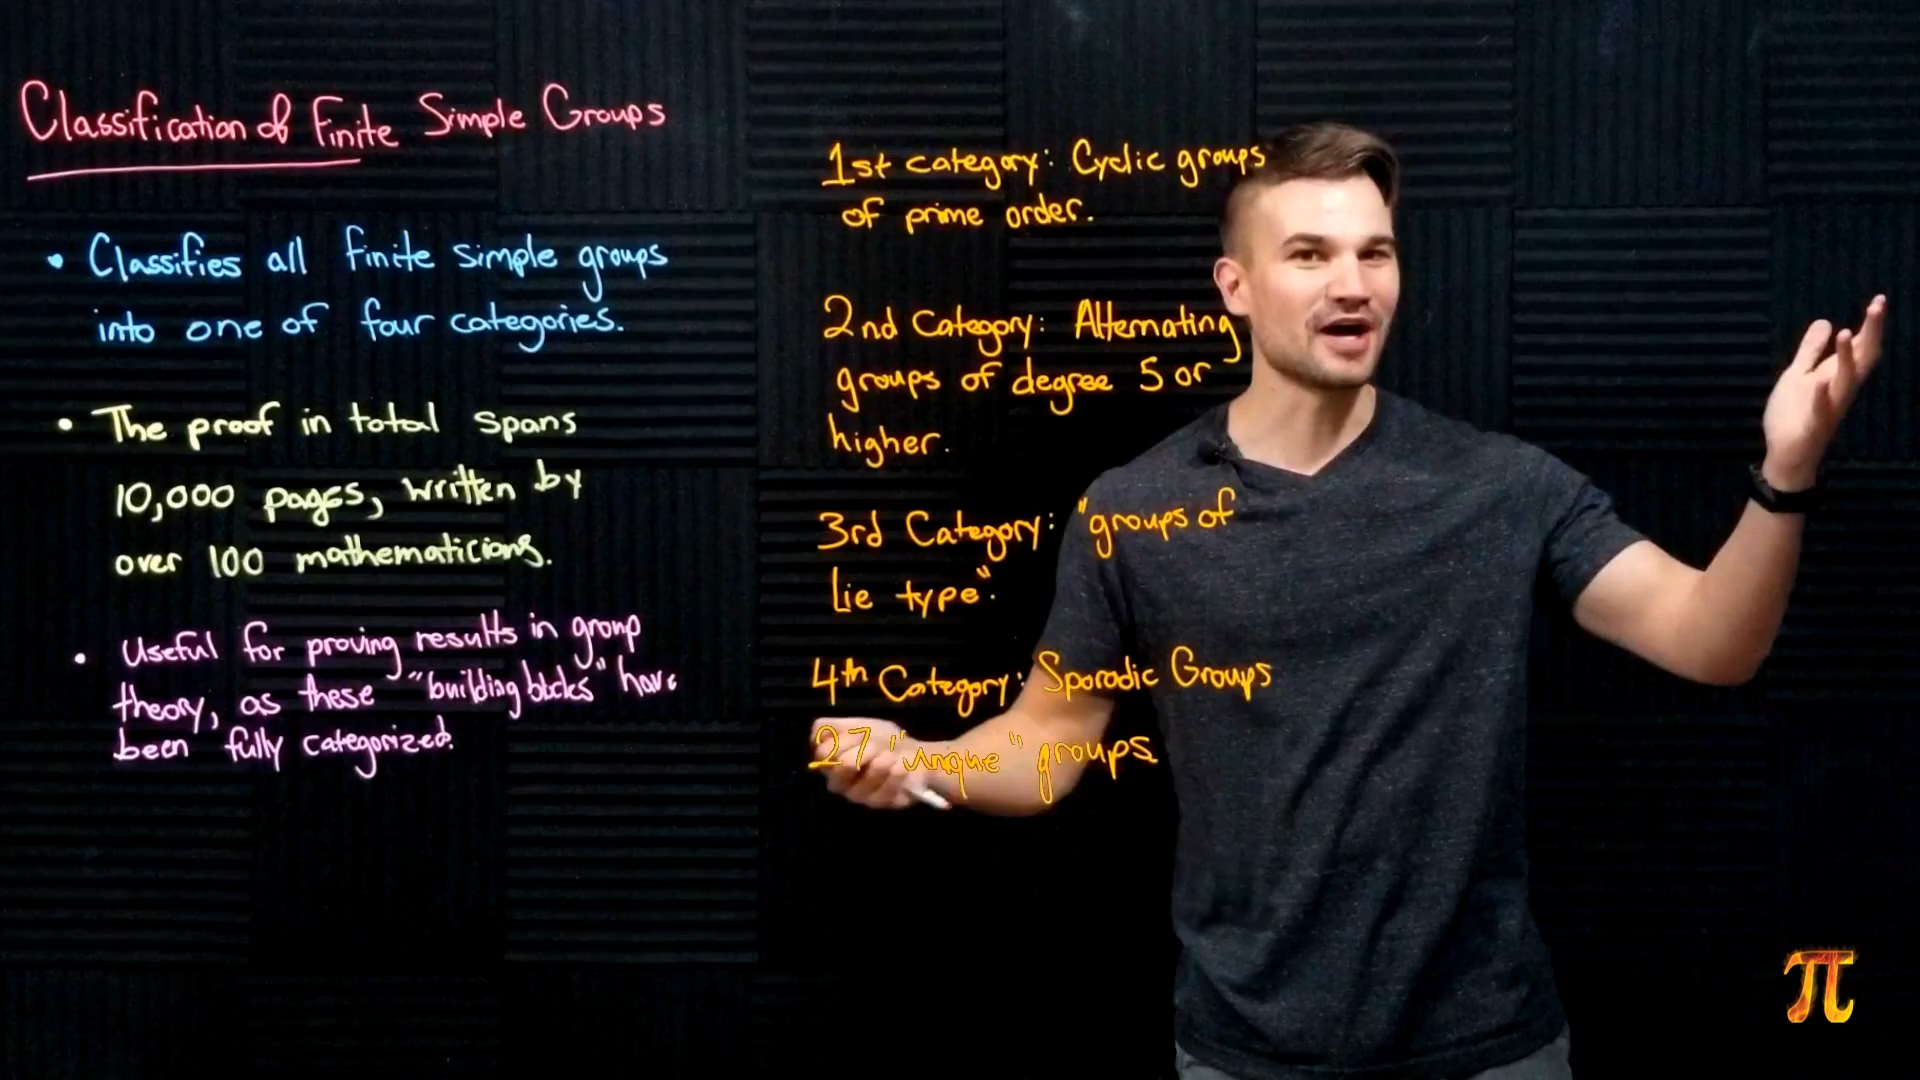 Classification of Finite Simple Groups
• Classifies all finite simple groups
into one of four categories.
• The proof in total spans
10,000 pages, written by
over 100 mathematicians.
• Useful for proving results in group
theory, as these "building blocks" have
been fully categorized.
1st category: Cyclic groups
of prime order.
2nd Category: Alternating
groups of degree 5 or
higher.
3rd Category: "groups of
Lie type".
4th Category: Sporadic Groups
27 "unique" groups.
π